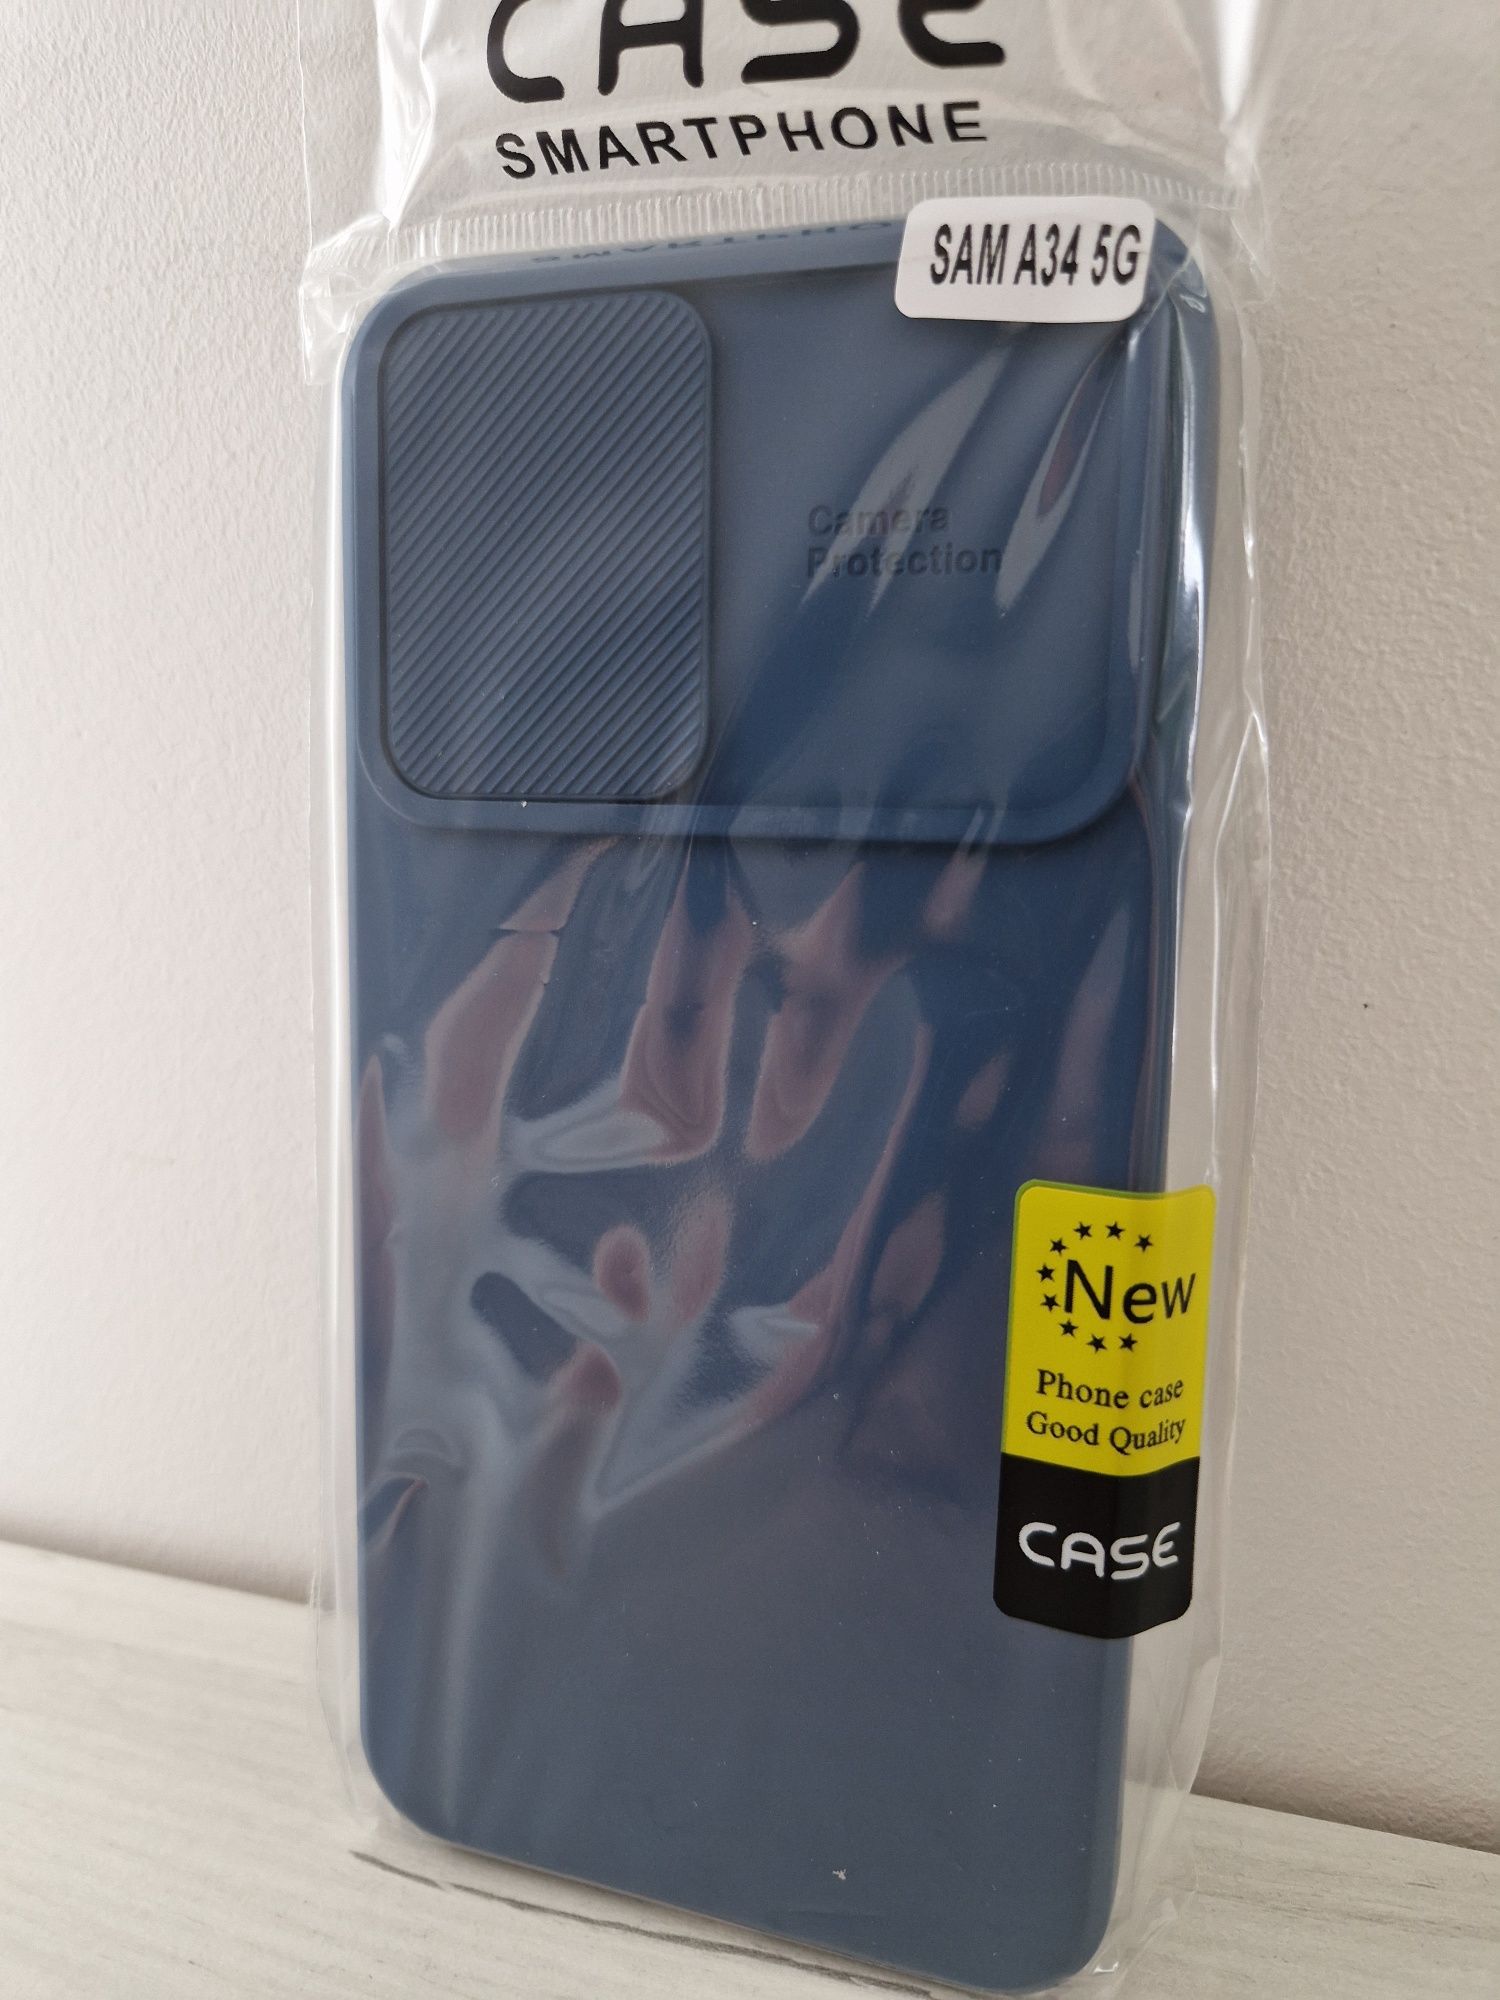 CASE
SMARTPHONE
SAM A34 5G
Camera
Protection
New
Phone case
Good Quality
CASE